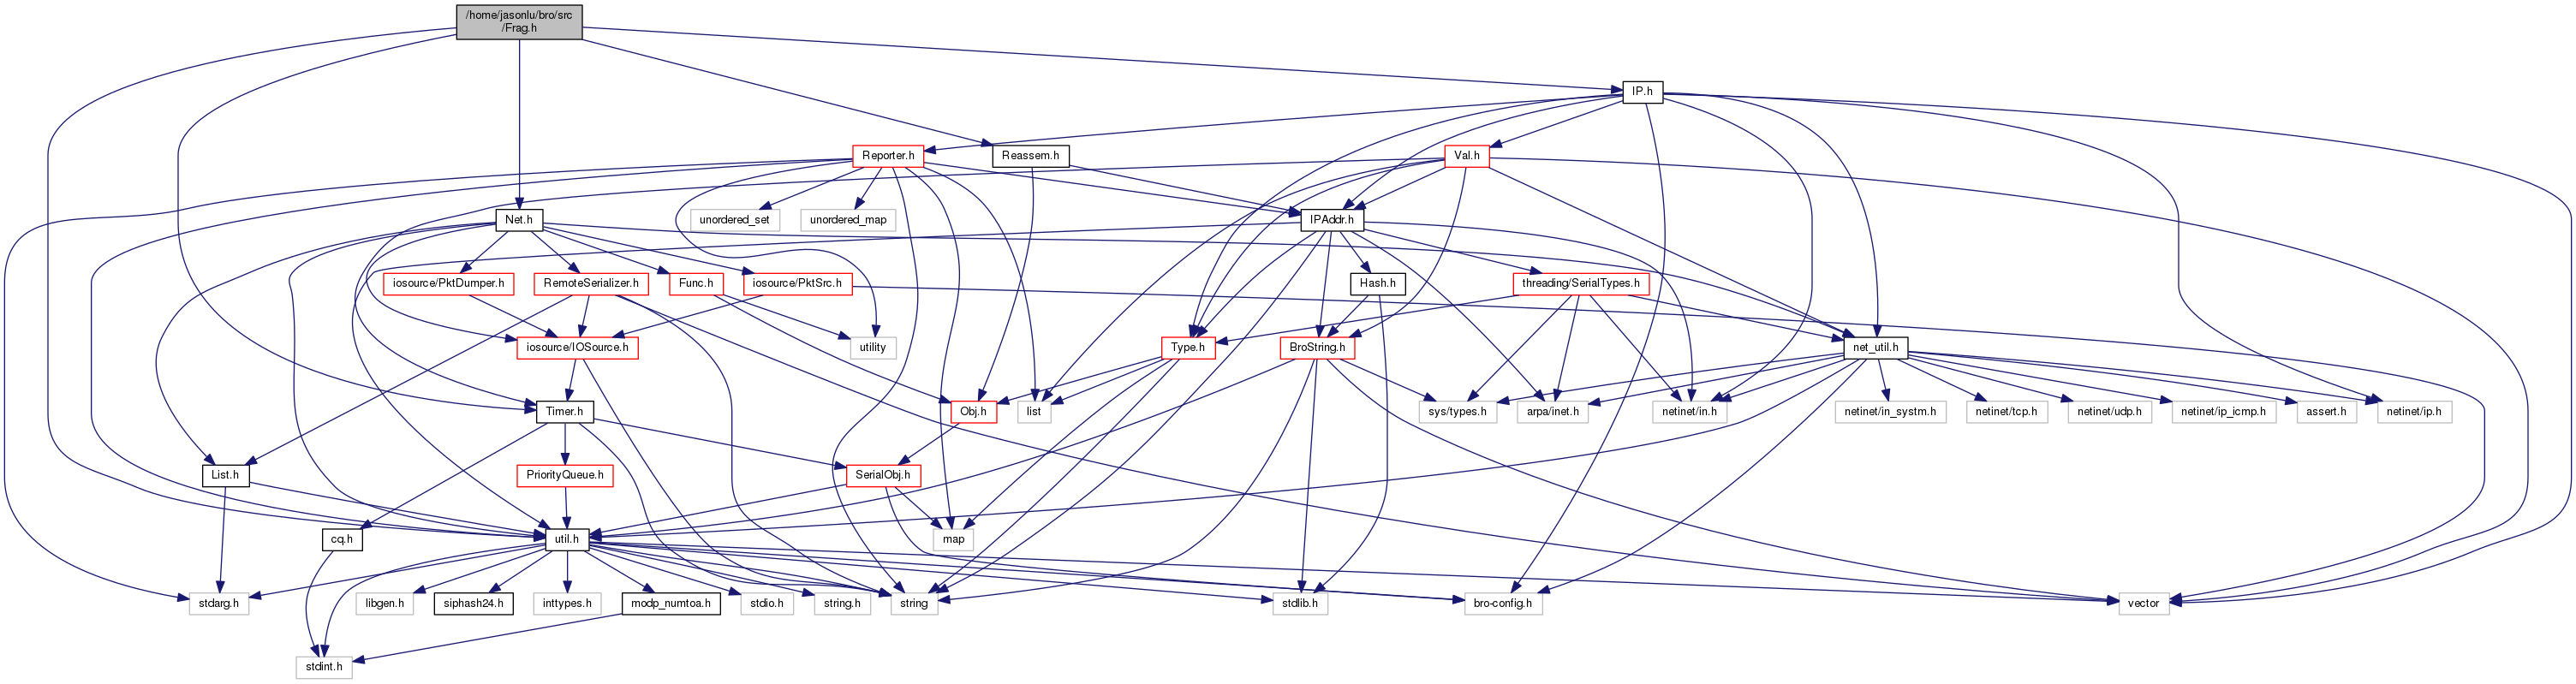 /home/jasonlu/bro/src
/Frag.h
IP.h
Reporter.h
Reassem.h
Val.h
unordered_set
unordered_map
Net.h
IPAddr.h
iosource/PktDumper.h
RemoteSerializer.h
Func.h
iosource/PktSrc.h
Hash.h
threading/SerialTypes.h
iosource/IOSource.h
utility
Type.h
BroString.h
net_util.h
Timer.h
Obj.h
list
sys/types.h
arpa/inet.h
netinet/in.h
netinet/in_systm.h
netinet/tcp.h
netinet/udp.h
netinet/ip_icmp.h
assert.h
netinet/ip.h
List.h
PriorityQueue.h
SerialObj.h
cq.h
util.h
map
stdarg.h
libgen.h
siphash24.h
inttypes.h
modp_numtoa.h
stdio.h
string.h
string
stdlib.h
bro-config.h
vector
stdint.h